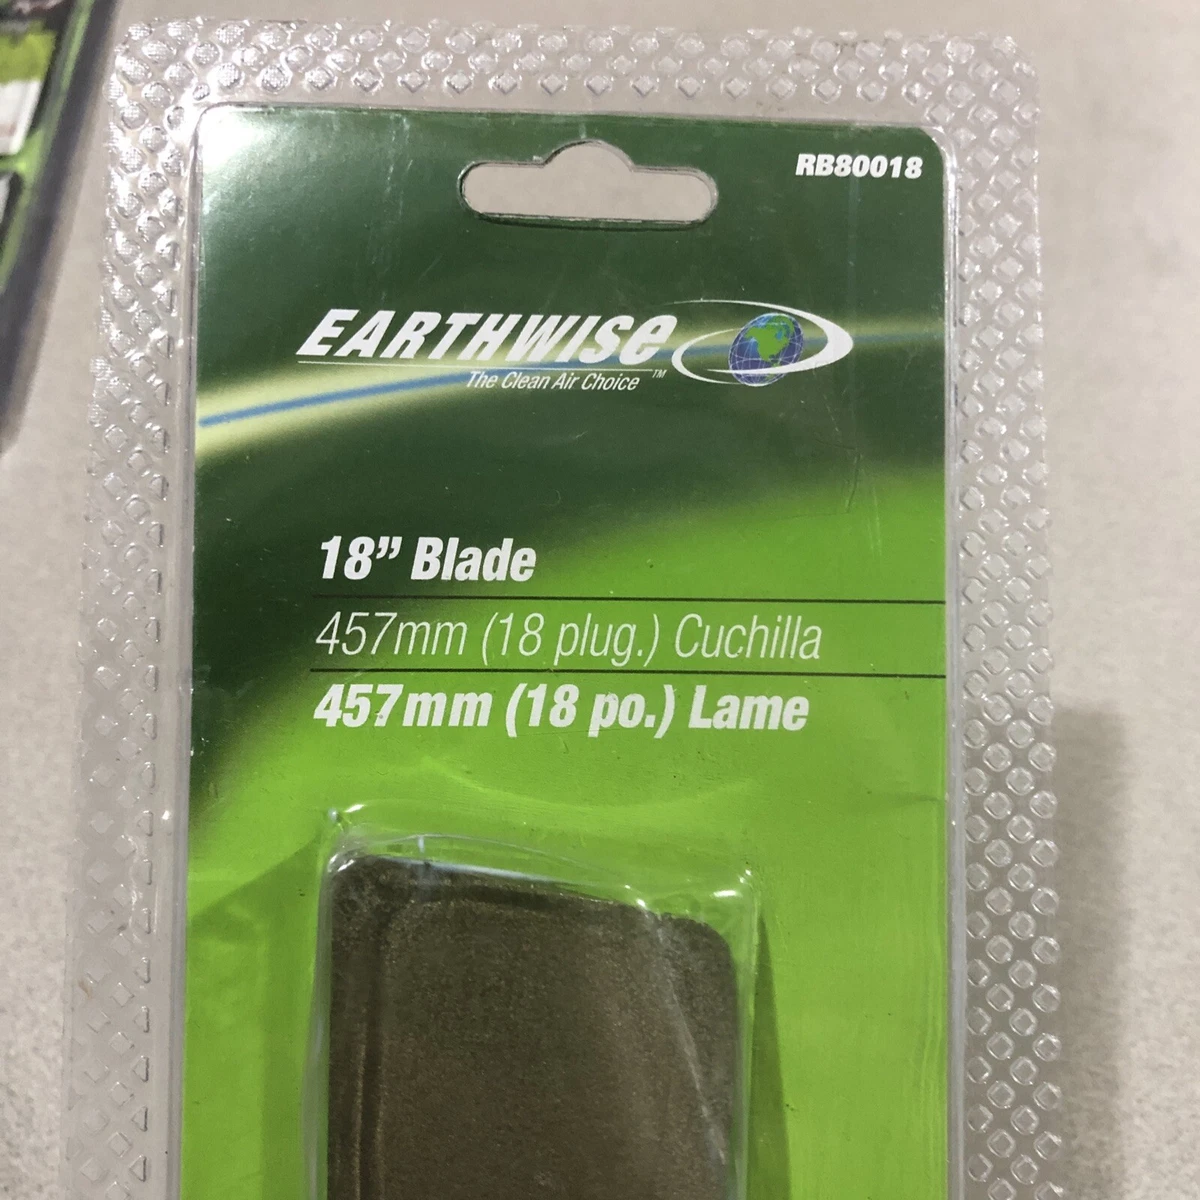 RB80018
EARTHWISE
The Clean Air Choice™
18” Blade
457mm (18 plug.) Cuchilla
457mm (18 po.) Lame